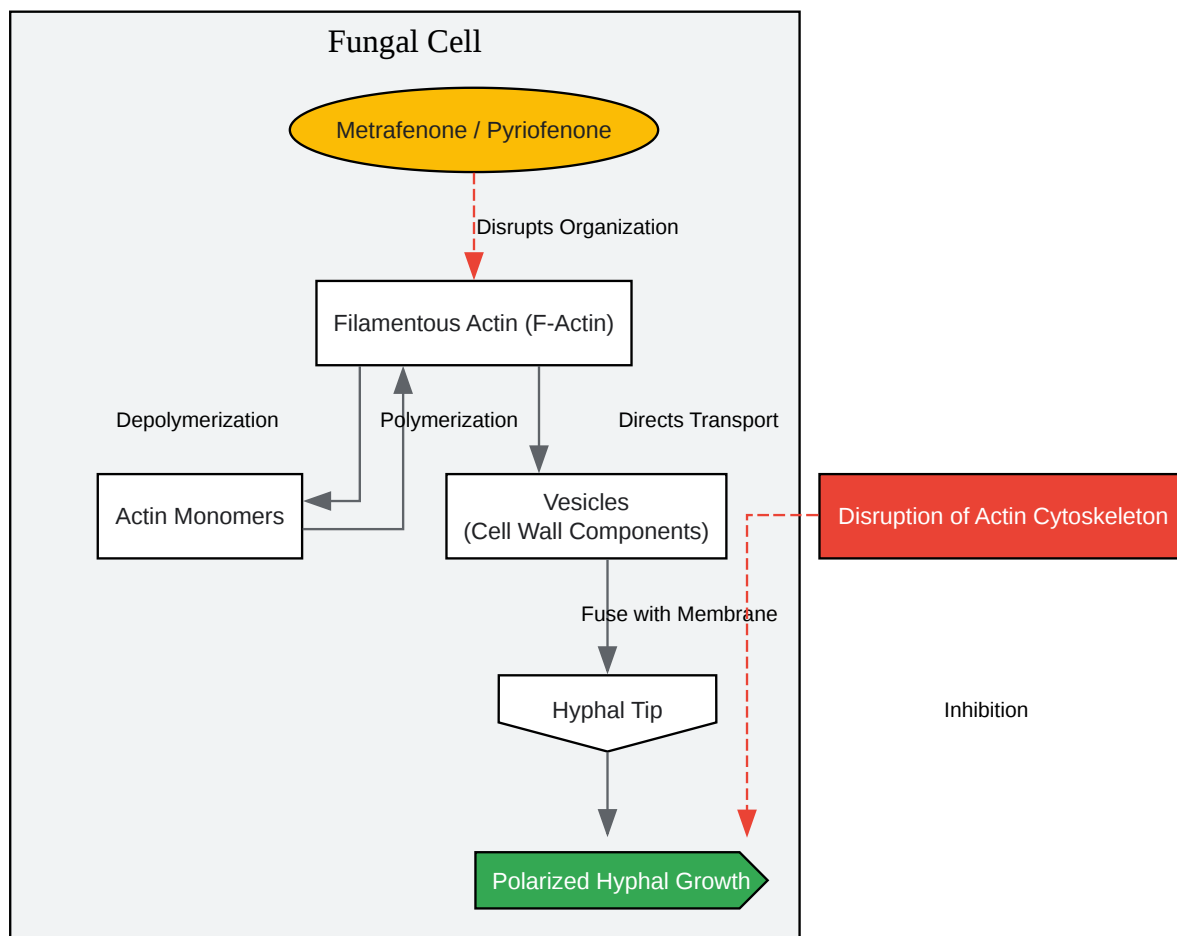 Fungal Cell
Metrafenone / Pyriofenone
Disrupts Organization
Filamentous Actin (F-Actin)
Depolymerization
Polymerization
Directs Transport
Actin Monomers
Vesicles
(Cell Wall Components)
Disruption of Actin Cytoskeleton
Fuse with Membrane
Hyphal Tip
Inhibition
Polarized Hyphal Growth